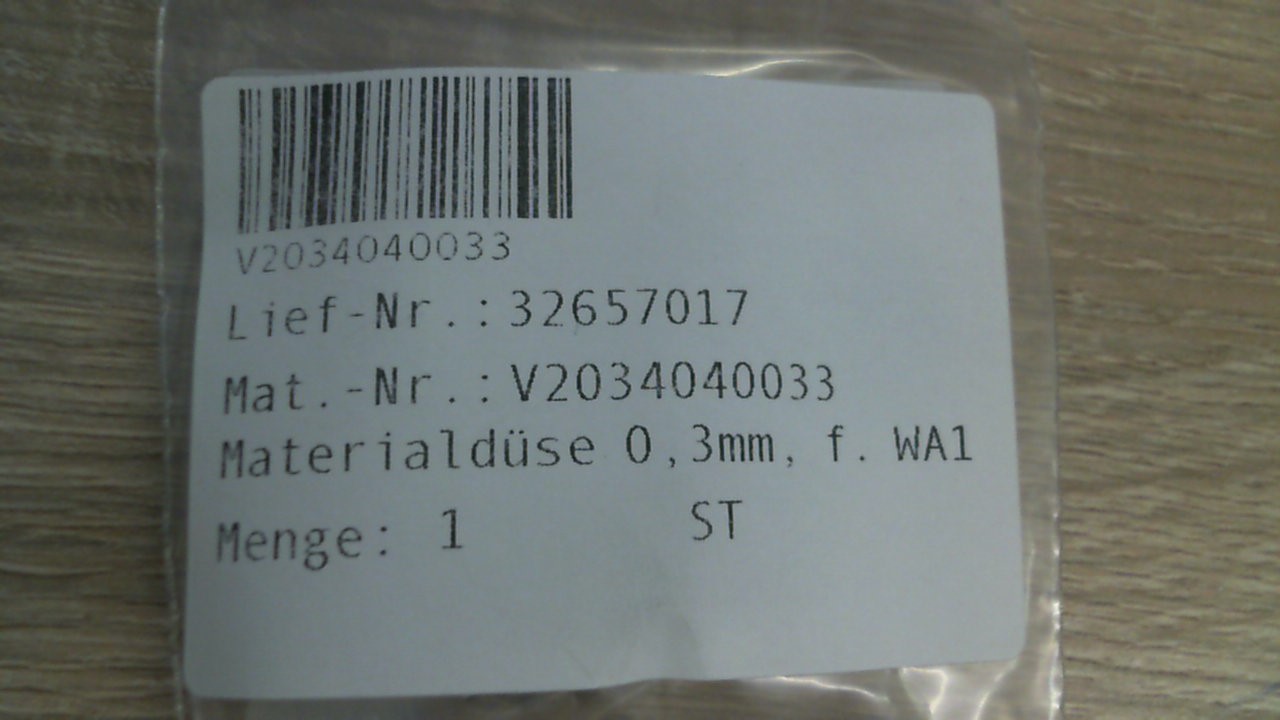 V2034040033
Lief-Nr.:32657017
Mat.-Nr.:V2034040033
Materialdüse 0,3mm, f. WA1
Menge: 1 ST